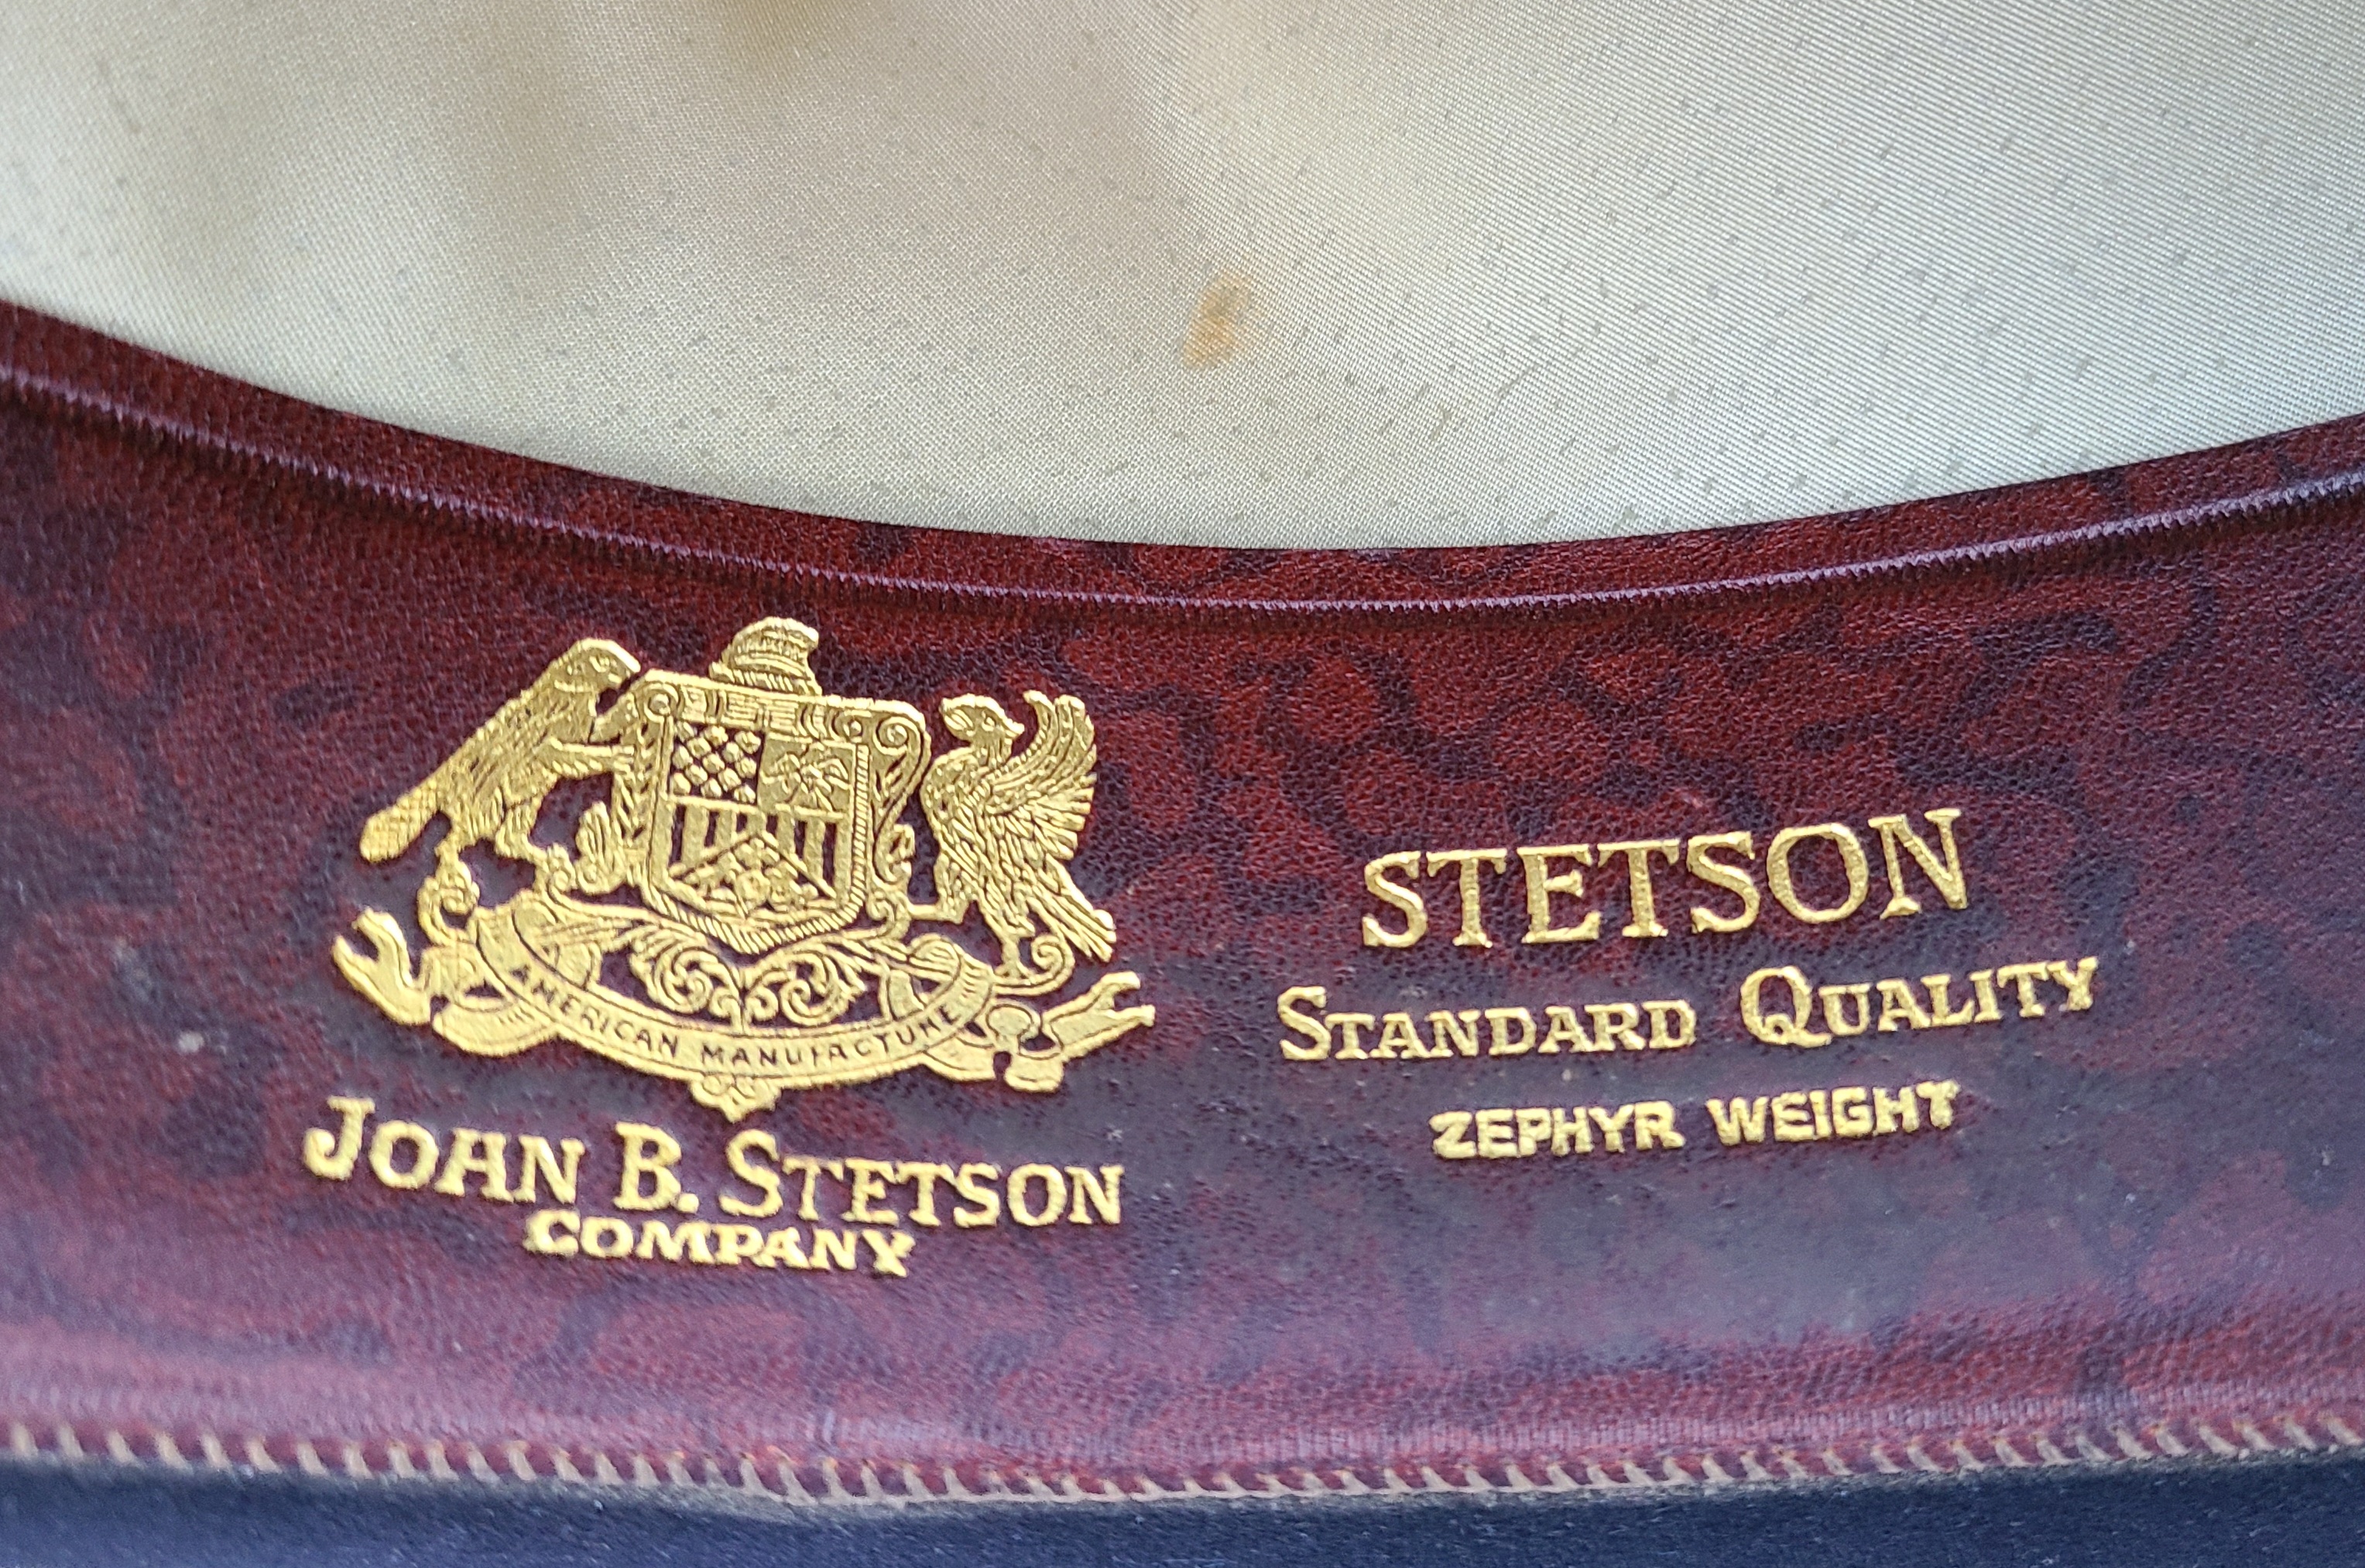 AMERICAN MANUFACTURE
JOHN B. STETSON
COMPANY
STETSON
STANDARD QUALITY
ZEPHYR WEIGHT